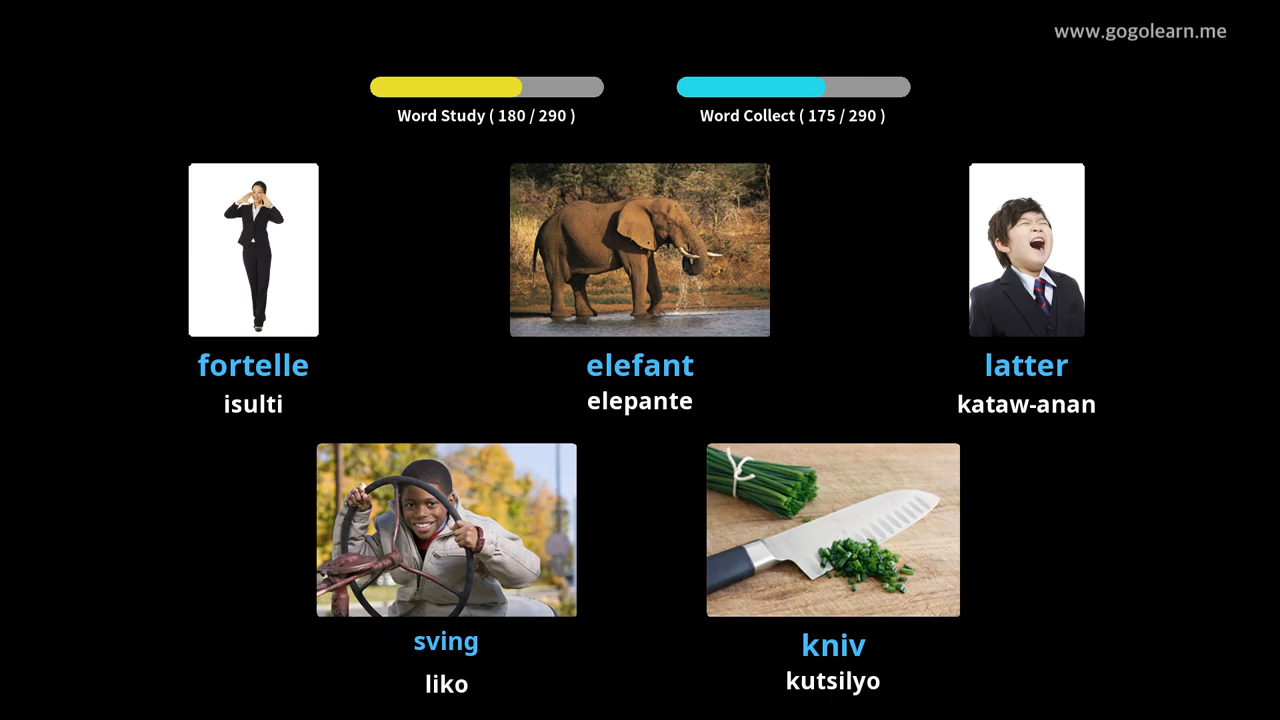 www.gogolearn.me
Word Study ( 180 / 290 )
Word Collect ( 175 / 290 )
fortelle
isulti
elefant
elepante
latter
kataw-anan
sving
liko
kniv
kutsilyo